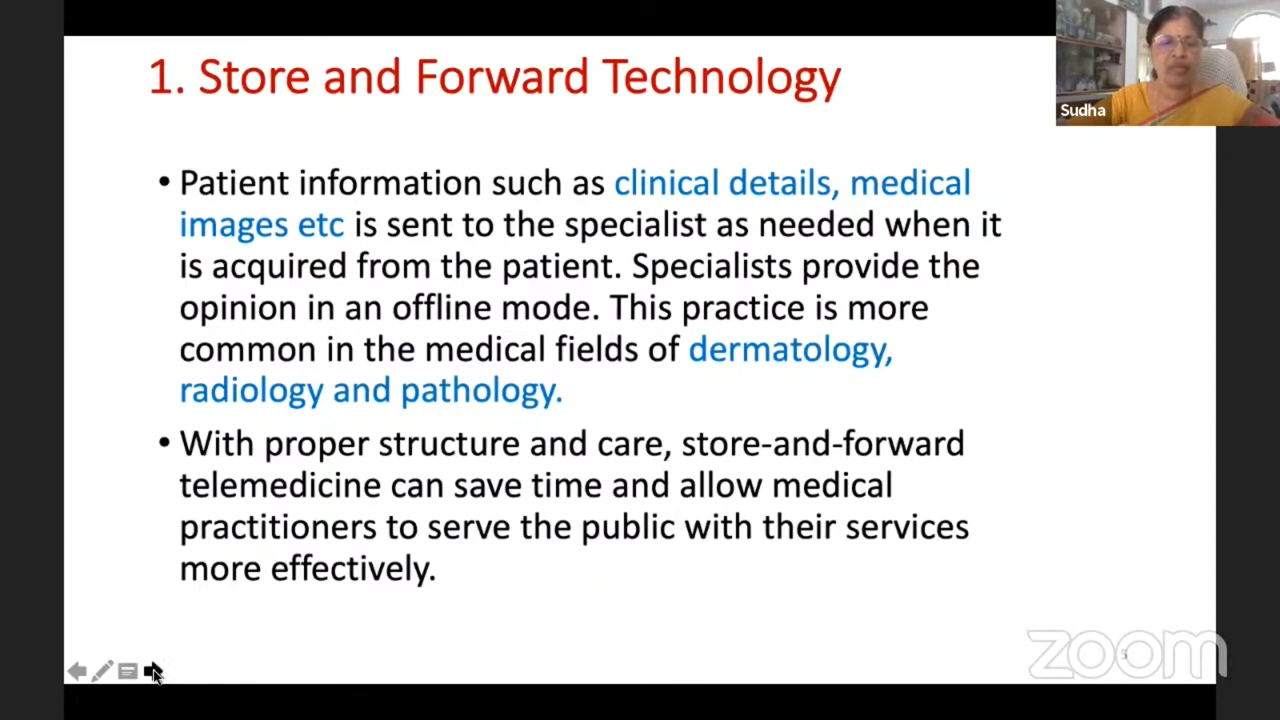 1. Store and Forward Technology
Sudha
• Patient information such as clinical details, medical
images etc is sent to the specialist as needed when it
is acquired from the patient. Specialists provide the
opinion in an offline mode. This practice is more
common in the medical fields of dermatology,
radiology and pathology.
• With proper structure and care, store-and-forward
telemedicine can save time and allow medical
practitioners to serve the public with their services
more effectively.
zoom
5